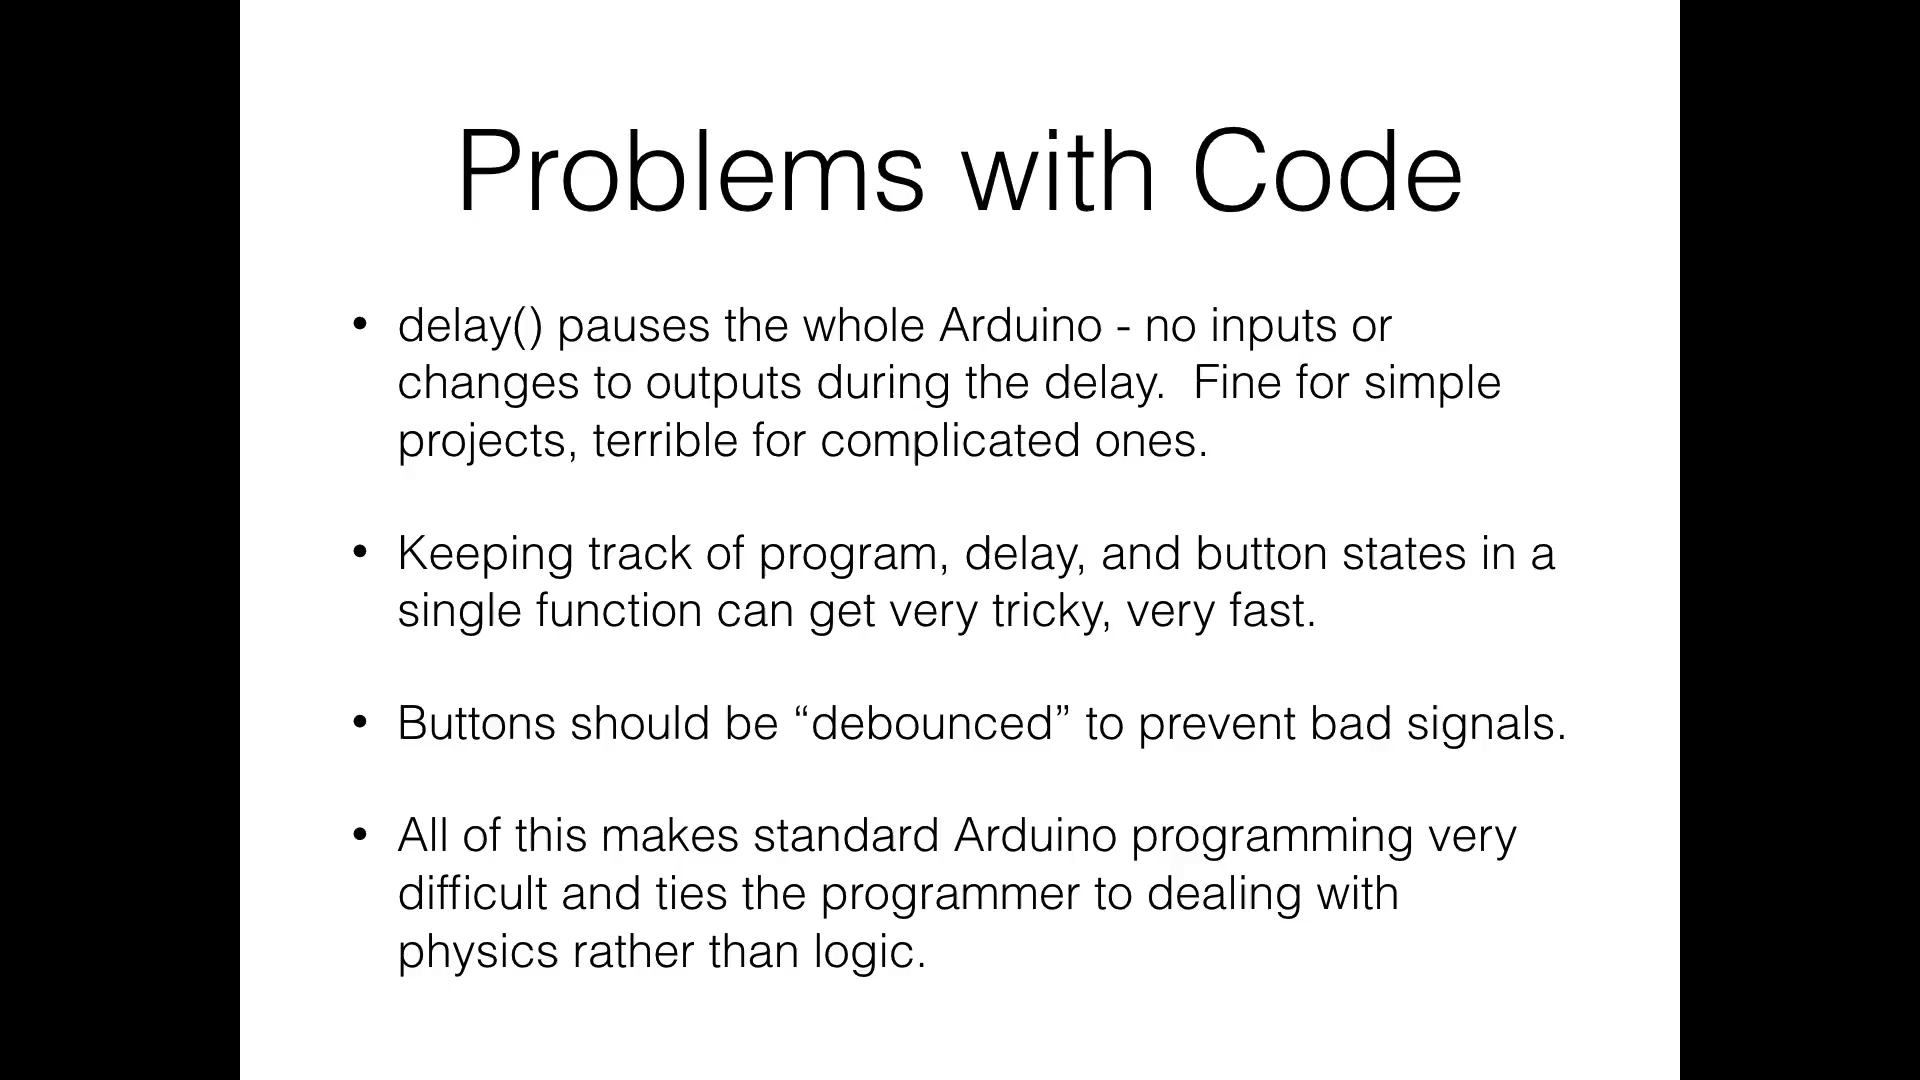 Problems with Code
• delay() pauses the whole Arduino - no inputs or
changes to outputs during the delay.  Fine for simple
projects, terrible for complicated ones.
• Keeping track of program, delay, and button states in a
single function can get very tricky, very fast.
• Buttons should be “debounced” to prevent bad signals.
• All of this makes standard Arduino programming very
difficult and ties the programmer to dealing with
physics rather than logic.